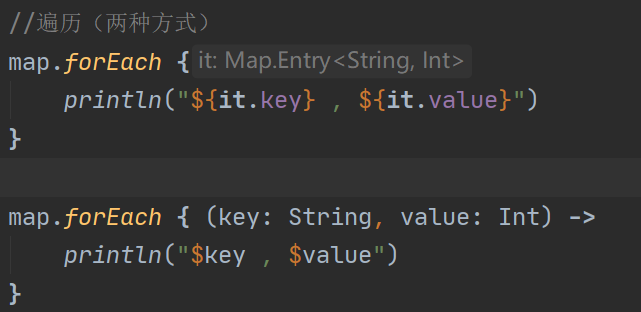 //遍历（两种方式）
map.forEach { it: Map.Entry<String, Int>
    println("${it.key} , ${it.value}")
}
map.forEach { (key: String, value: Int) ->
    println("$key , $value")
}